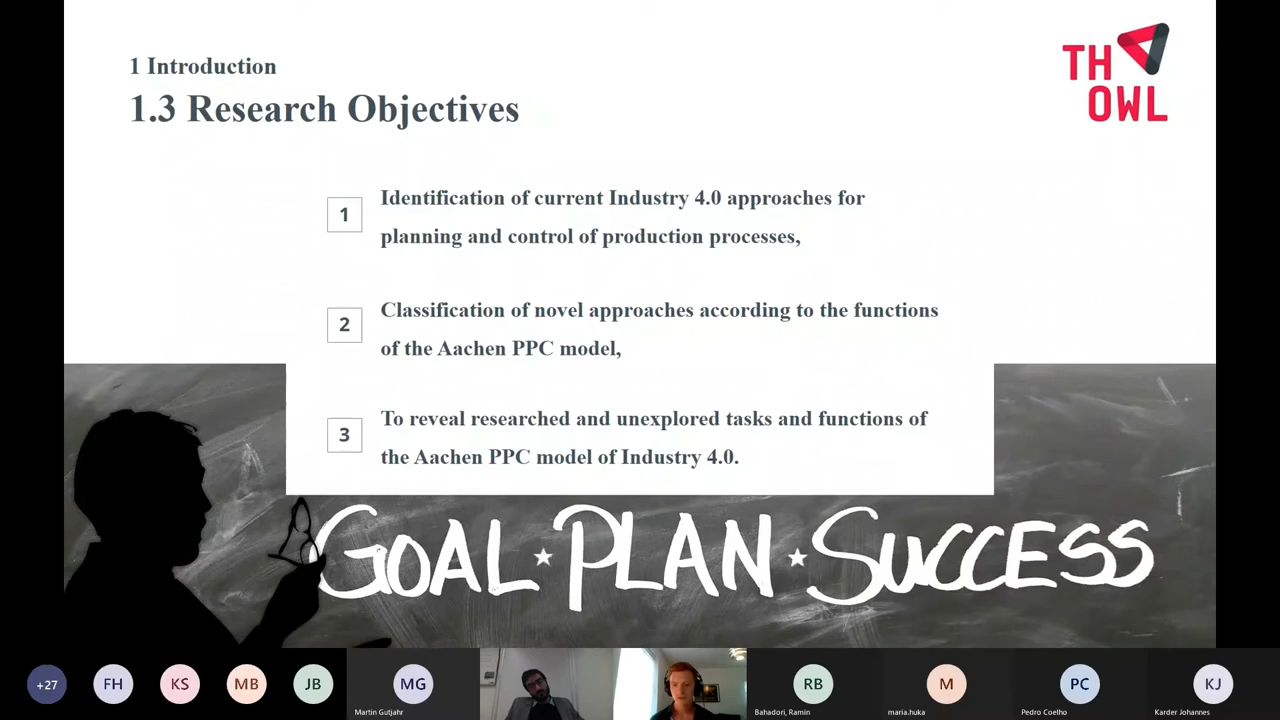 1 Introduction
1.3 Research Objectives
TH
OWL
1
Identification of current Industry 4.0 approaches for
planning and control of production processes,
2
Classification of novel approaches according to the functions
of the Aachen PPC model,
3
To reveal researched and unexplored tasks and functions of
the Aachen PPC model of Industry 4.0.
GOAL ★ PLAN ★ SUCCESS
+27
FH
KS
MB
JB
MG
RB
M
PC
KJ
Martin Gutjahr
Bahadori, Ramin
maria.huka
Pedro Coelho
Karder Johannes